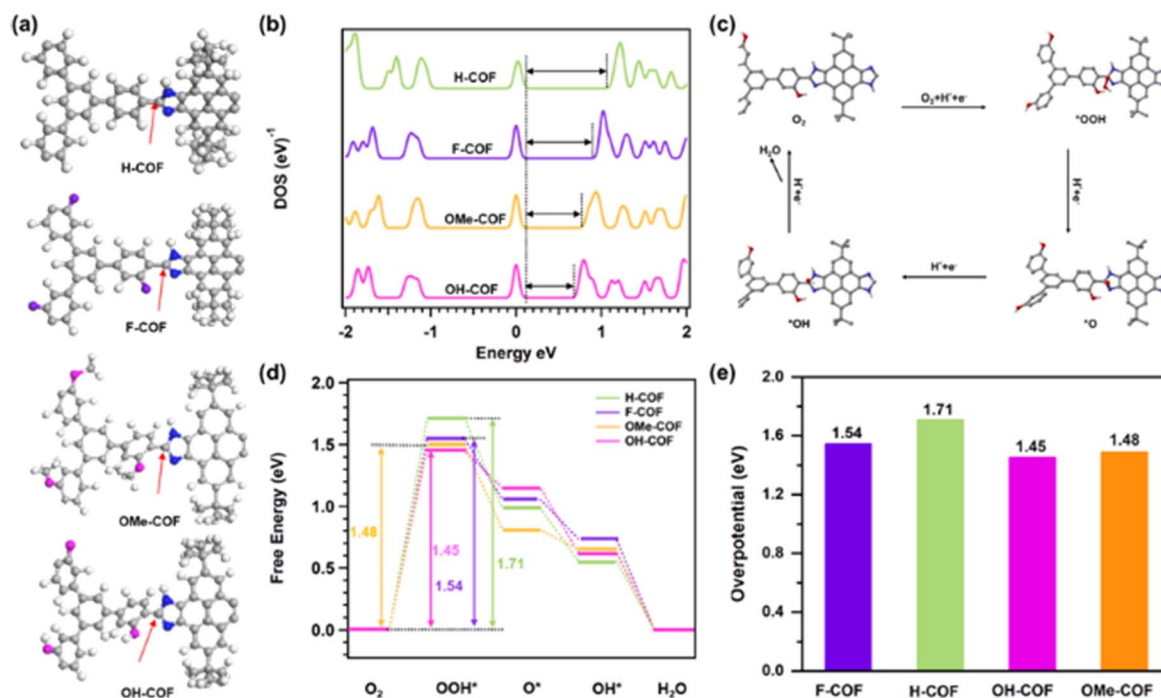 (a)
H-COF
F-COF
OMe-COF
OH-COF
(b)
DOS (eV)⁻¹
H-COF
F-COF
OMe-COF
OH-COF
-2 -1 0 1 2
Energy eV
(c)
O₂
O₂+H⁺+e⁻
*OOH
H⁺+e⁻
*O
H⁺+e⁻
*OH
H⁺+e⁻
H₂O
(d)
Free Energy (eV)
2.0
1.5
1.0
0.5
0.0
H-COF
F-COF
OMe-COF
OH-COF
1.48
1.45
1.54
1.71
O₂ OOH* O* OH* H₂O
(e)
Overpotential (eV)
2.0
1.6
1.2
0.8
0.4
0.0
1.54
1.71
1.45
1.48
F-COF H-COF OH-COF OMe-COF